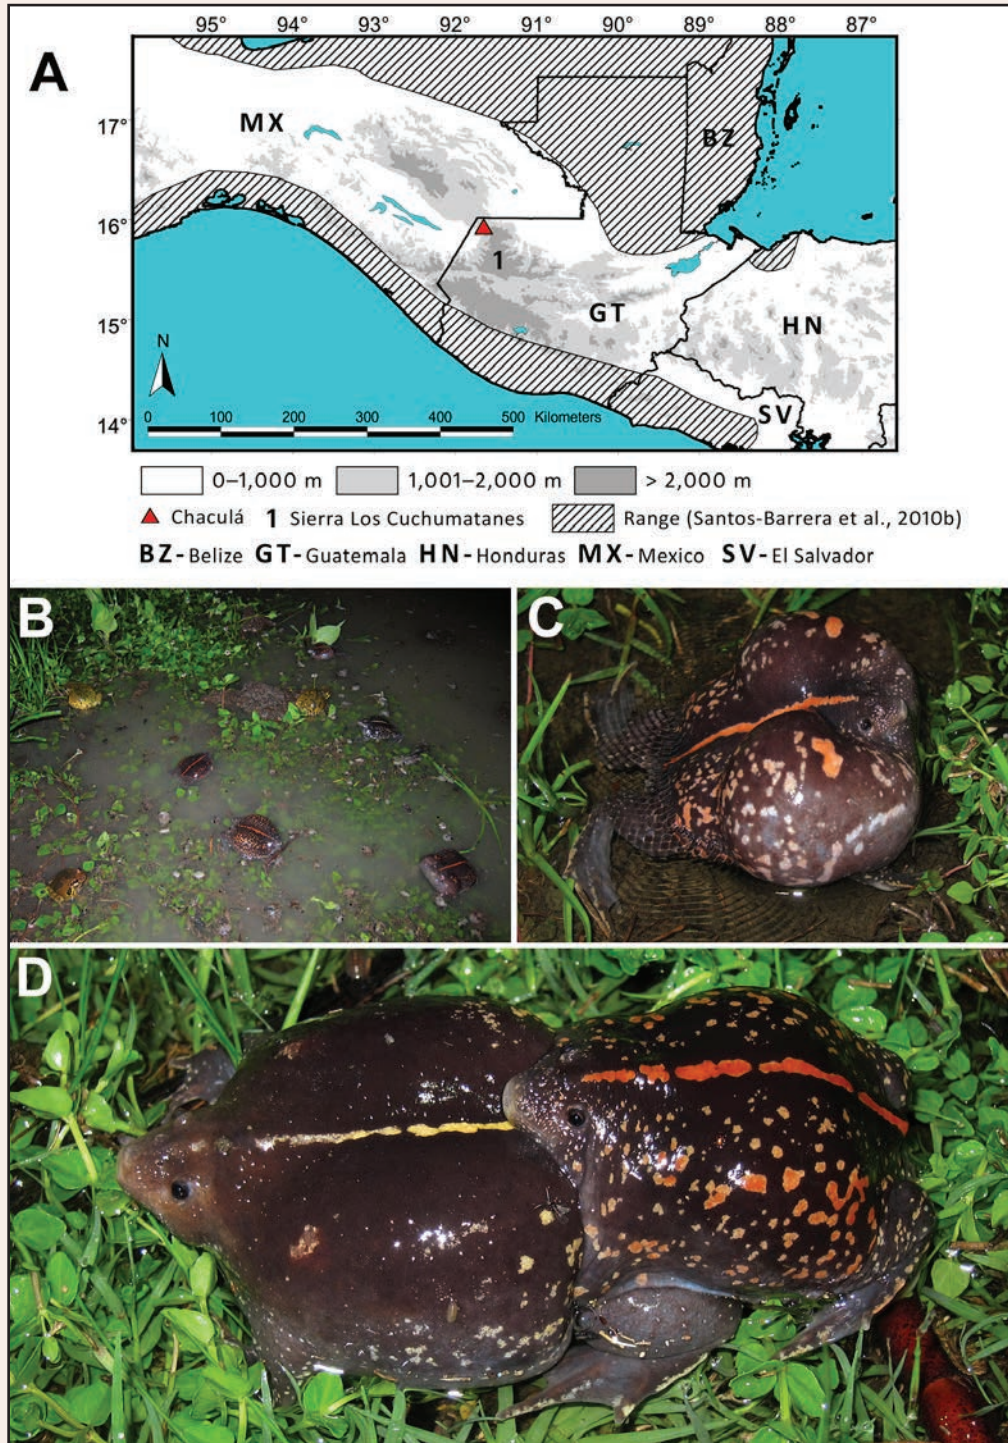 95° 94° 93° 92° 91° 90° 89° 88° 87°
A
17°
16°
15°
14°
MX
BZ
1
GT
HN
SV
N
0 100 200 300 400 500 Kilometers
0–1,000 m 1,001–2,000 m > 2,000 m
Chaculá 1 Sierra Los Cuchumatanes Range (Santos-Barrera et al., 2010b)
BZ-Belize GT-Guatemala HN-Honduras MX-Mexico SV-El Salvador
B
C
D